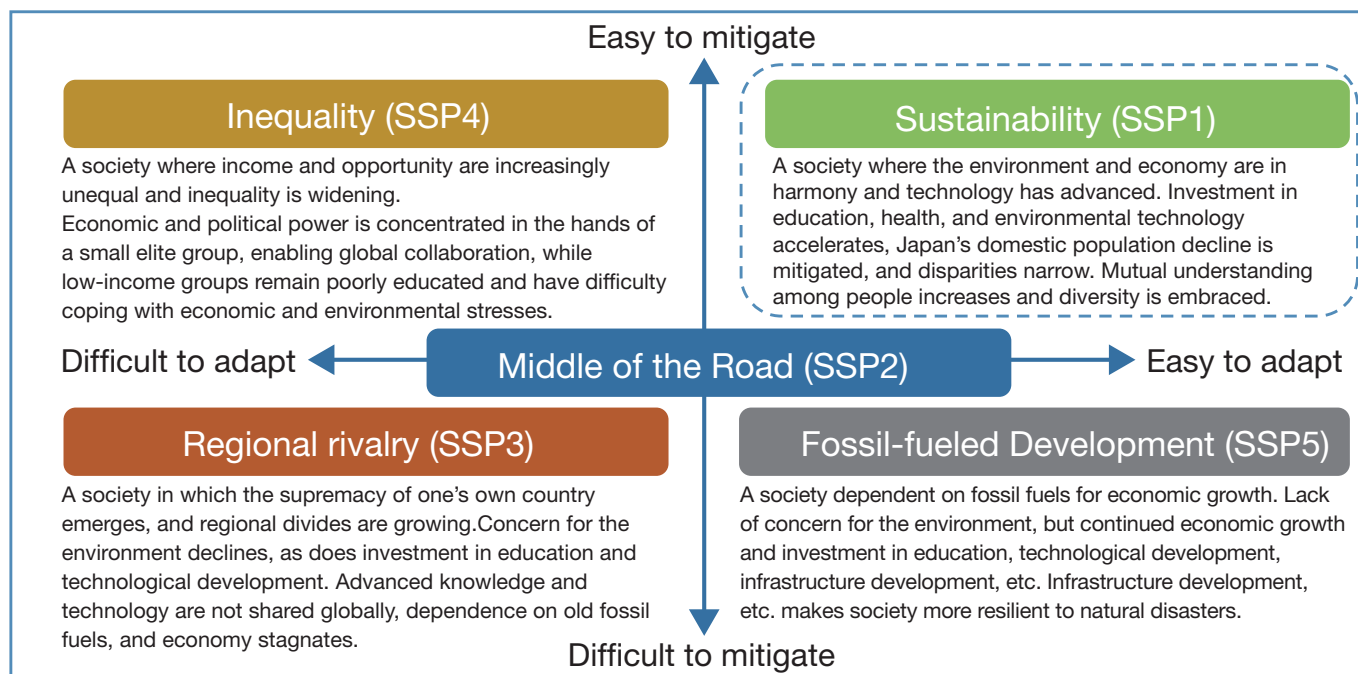 Easy to mitigate
Inequality (SSP4)
A society where income and opportunity are increasingly
unequal and inequality is widening.
Economic and political power is concentrated in the hands of
a small elite group, enabling global collaboration, while
low-income groups remain poorly educated and have difficulty
coping with economic and environmental stresses.
Sustainability (SSP1)
A society where the environment and economy are in
harmony and technology has advanced. Investment in
education, health, and environmental technology
accelerates, Japan’s domestic population decline is
mitigated, and disparities narrow. Mutual understanding
among people increases and diversity is embraced.
Difficult to adapt
Middle of the Road (SSP2)
Easy to adapt
Regional rivalry (SSP3)
A society in which the supremacy of one’s own country
emerges, and regional divides are growing.Concern for the
environment declines, as does investment in education and
technological development. Advanced knowledge and
technology are not shared globally, dependence on old fossil
fuels, and economy stagnates.
Fossil-fueled Development (SSP5)
A society dependent on fossil fuels for economic growth. Lack
of concern for the environment, but continued economic growth
and investment in education, technological development,
infrastructure development, etc. Infrastructure development,
etc. makes society more resilient to natural disasters.
Difficult to mitigate